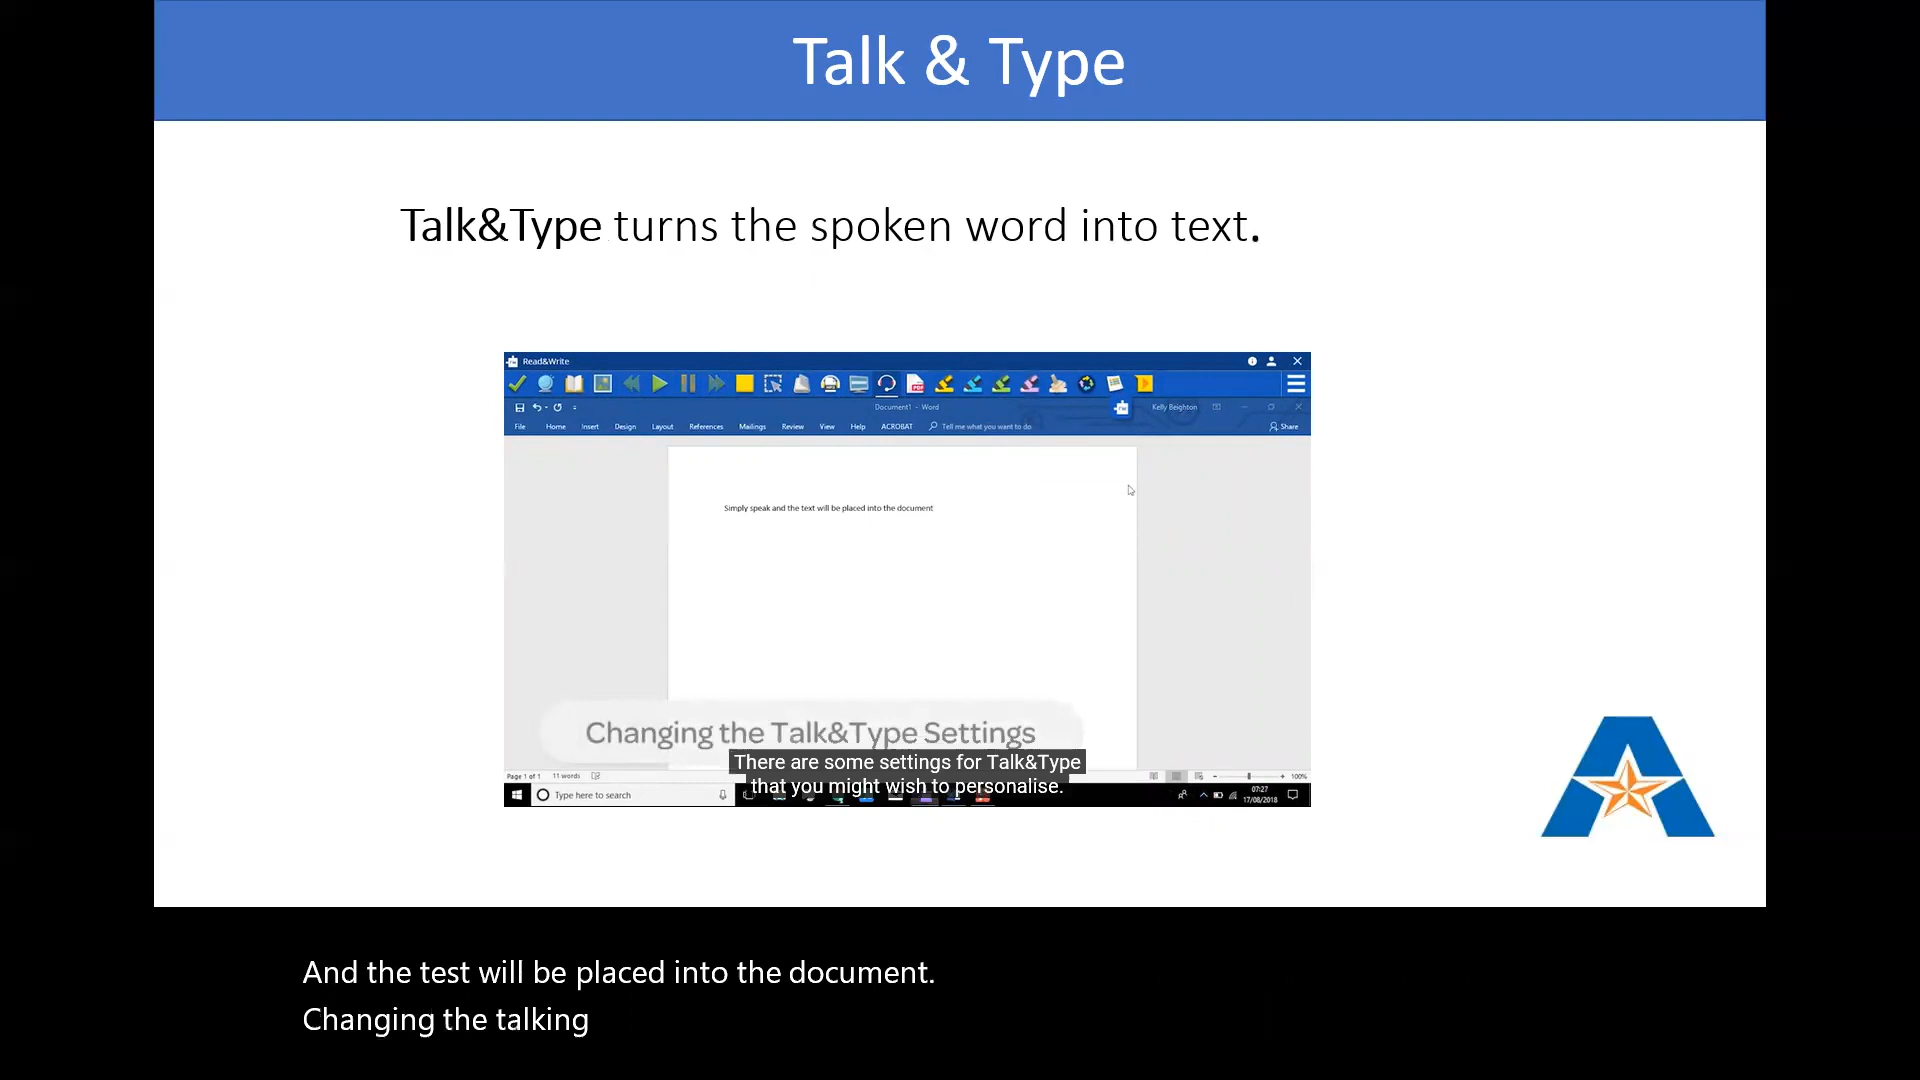 Talk & Type
Talk&Type turns the spoken word into text.
Read&Write
PDF
Document1 - Word
Kelly Beighton
File Home Insert Design Layout References Mailings Review View Help ACROBAT Tell me what you want to do Share
Simply speak and the text will be placed into the document
Changing the Talk&Type Settings
There are some settings for Talk&Type
that you might wish to personalise.
Page 1 of 1 11 words 100%
Type here to search
07:27
17/08/2018
And the test will be placed into the document.
Changing the talking